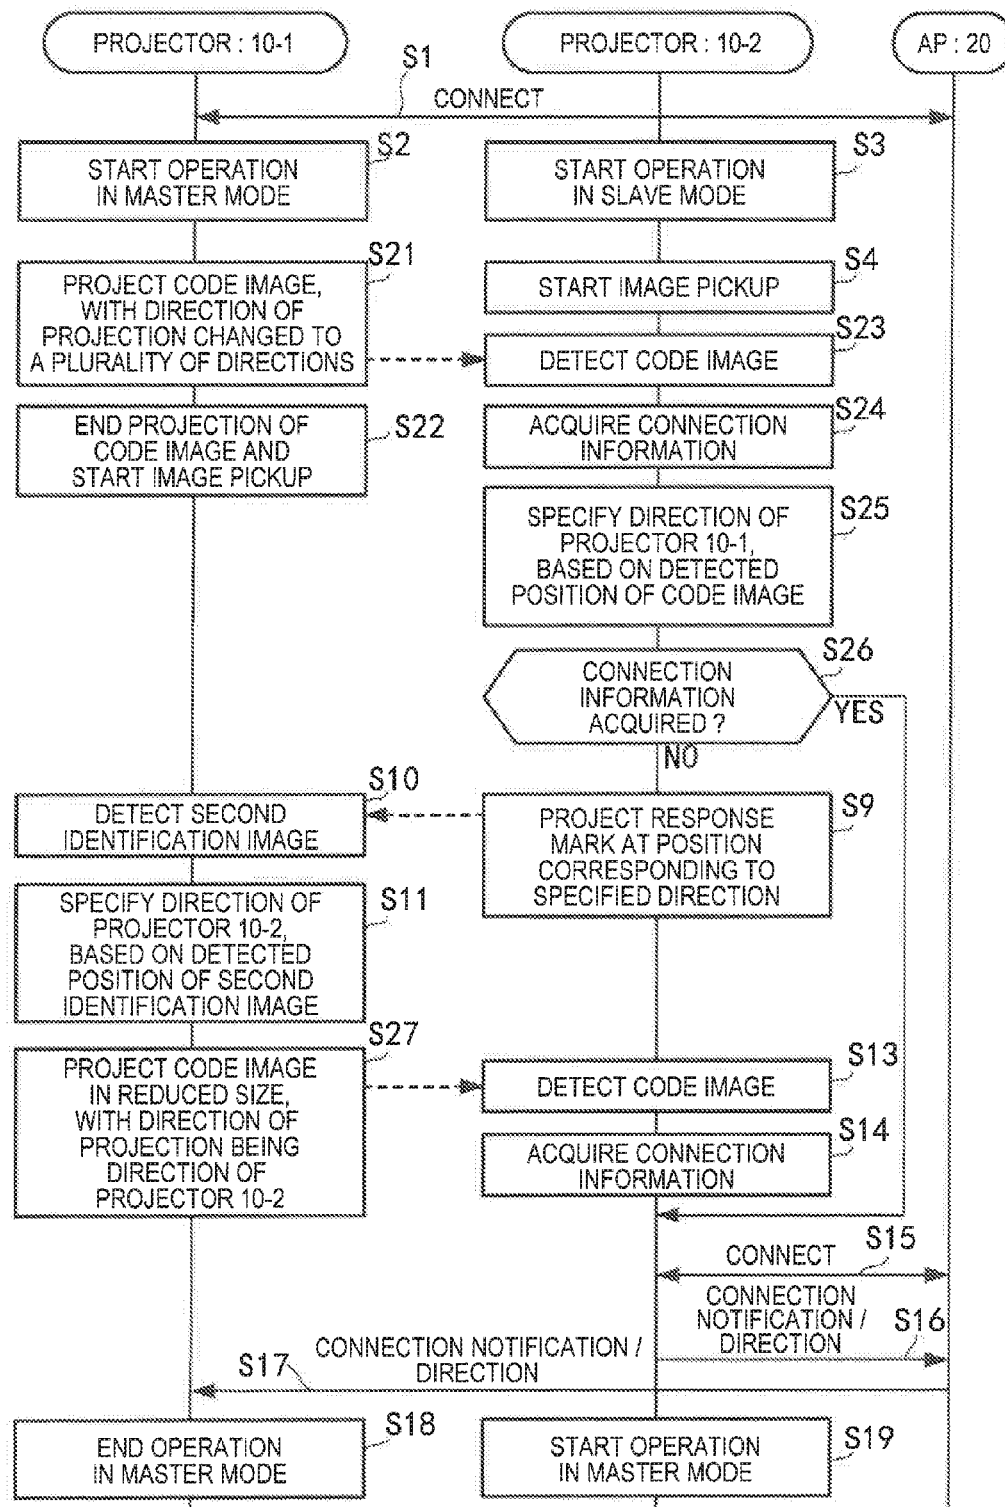 PROJECTOR : 10-1
PROJECTOR : 10-2
AP : 20
S1
CONNECT
S2
START OPERATION
IN MASTER MODE
S3
START OPERATION
IN SLAVE MODE
S21
PROJECT CODE IMAGE,
WITH DIRECTION OF
PROJECTION CHANGED TO
A PLURALITY OF DIRECTIONS
S4
START IMAGE PICKUP
S23
DETECT CODE IMAGE
S22
END PROJECTION OF
CODE IMAGE AND
START IMAGE PICKUP
S24
ACQUIRE CONNECTION
INFORMATION
S25
SPECIFY DIRECTION OF
PROJECTOR 10-1,
BASED ON DETECTED
POSITION OF CODE IMAGE
S26
CONNECTION
INFORMATION
ACQUIRED ?
YES
NO
S10
DETECT SECOND
IDENTIFICATION IMAGE
S9
PROJECT RESPONSE
MARK AT POSITION
CORRESPONDING TO
SPECIFIED DIRECTION
S11
SPECIFY DIRECTION OF
PROJECTOR 10-2,
BASED ON DETECTED
POSITION OF SECOND
IDENTIFICATION IMAGE
S27
PROJECT CODE IMAGE
IN REDUCED SIZE,
WITH DIRECTION OF
PROJECTION BEING
DIRECTION OF
PROJECTOR 10-2
S13
DETECT CODE IMAGE
S14
ACQUIRE CONNECTION
INFORMATION
S15
CONNECT
CONNECTION
NOTIFICATION /
DIRECTION
S16
S17
CONNECTION NOTIFICATION /
DIRECTION
S18
END OPERATION
IN MASTER MODE
S19
START OPERATION
IN MASTER MODE